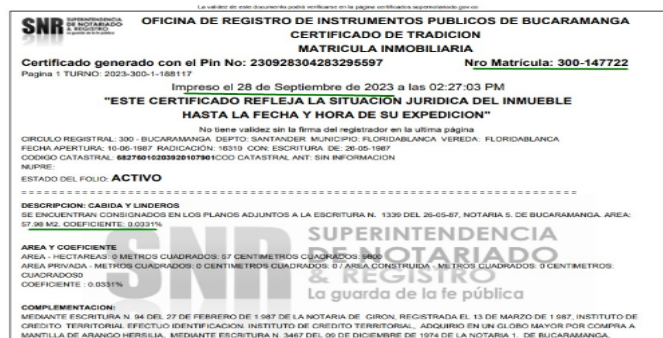 La validez de este documento podrá verificarse en la página certificados.supernotariado.gov.co
SNR SUPERINTENDENCIA DE NOTARIADO & REGISTRO
La guarda de la fe pública
OFICINA DE REGISTRO DE INSTRUMENTOS PUBLICOS DE BUCARAMANGA
CERTIFICADO DE TRADICION
MATRICULA INMOBILIARIA
Certificado generado con el Pin No: 230928304283295597
Nro Matrícula: 300-147722
Pagina 1 TURNO: 2023-300-1-188117
Impreso el 28 de Septiembre de 2023 a las 02:27:03 PM
"ESTE CERTIFICADO REFLEJA LA SITUACION JURIDICA DEL INMUEBLE
HASTA LA FECHA Y HORA DE SU EXPEDICION"
No tiene validez sin la firma del registrador en la ultima página
CIRCULO REGISTRAL: 300 - BUCARAMANGA DEPTO: SANTANDER MUNICIPIO: FLORIDABLANCA VEREDA: FLORIDABLANCA
FECHA APERTURA: 10-06-1987 RADICACIÓN: 16310 CON: ESCRITURA DE: 26-05-1987
CODIGO CATASTRAL: 68276010203920107901COD CATASTRAL ANT: SIN INFORMACION
NUPRE:
ESTADO DEL FOLIO: ACTIVO
DESCRIPCION: CABIDA Y LINDEROS
SE ENCUENTRAN CONSIGNADOS EN LOS PLANOS ADJUNTOS A LA ESCRITURA N. 1339 DEL 26-05-87, NOTARIA 5. DE BUCARAMANGA. AREA:
57.98 M2. COEFICIENTE: 0.0331%
SNR SUPERINTENDENCIA DE NOTARIADO & REGISTRO
La guarda de la fe pública
AREA Y COEFICIENTE
AREA - HECTAREAS: 0 METROS CUADRADOS: 57 CENTIMETROS CUADRADOS: 9800
AREA PRIVADA - METROS CUADRADOS: 0 CENTIMETROS CUADRADOS: 0 / AREA CONSTRUIDA - METROS CUADRADOS: 0 CENTIMETROS:
CUADRADOS0
COEFICIENTE : 0.0331%
COMPLEMENTACION:
MEDIANTE ESCRITURA N. 94 DEL 27 DE FEBRERO DE 1.987 DE LA NOTARIA DE GIRON, REGISTRADA EL 13 DE MARZO DE 1.987, INSTITUTO DE
CREDITO TERRITORIAL EFECTUO IDENTIFICACION. INSTITUTO DE CREDITO TERRITORIAL, ADQUIRIO EN UN GLOBO MAYOR POR COMPRA A
MANTILLA DE ARANGO HERSILIA, MEDIANTE ESCRITURA N. 3467 DEL 09 DE DICIEMBRE DE 1974 DE LA NOTARIA 1. DE BUCARAMANGA.